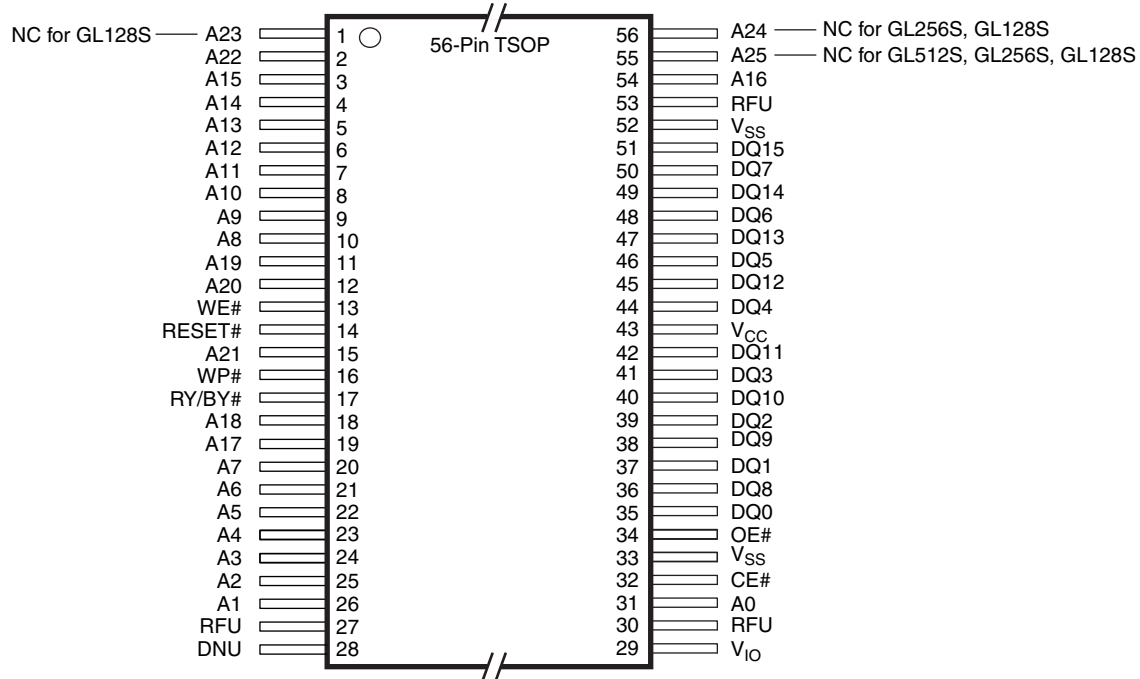 NC for GL128S A23 1 56-Pin TSOP 56 A24 NC for GL256S, GL128S
A22 2 55 A25 NC for GL512S, GL256S, GL128S
A15 3 54 A16
A14 4 53 RFU
A13 5 52 VSS
A12 6 51 DQ15
A11 7 50 DQ7
A10 8 49 DQ14
A9 9 48 DQ6
A8 10 47 DQ13
A19 11 46 DQ5
A20 12 45 DQ12
WE# 13 44 DQ4
RESET# 14 43 VCC
A21 15 42 DQ11
WP# 16 41 DQ3
RY/BY# 17 40 DQ10
A18 18 39 DQ2
A17 19 38 DQ9
A7 20 37 DQ1
A6 21 36 DQ8
A5 22 35 DQ0
A4 23 34 OE#
A3 24 33 VSS
A2 25 32 CE#
A1 26 31 A0
RFU 27 30 RFU
DNU 28 29 VIO